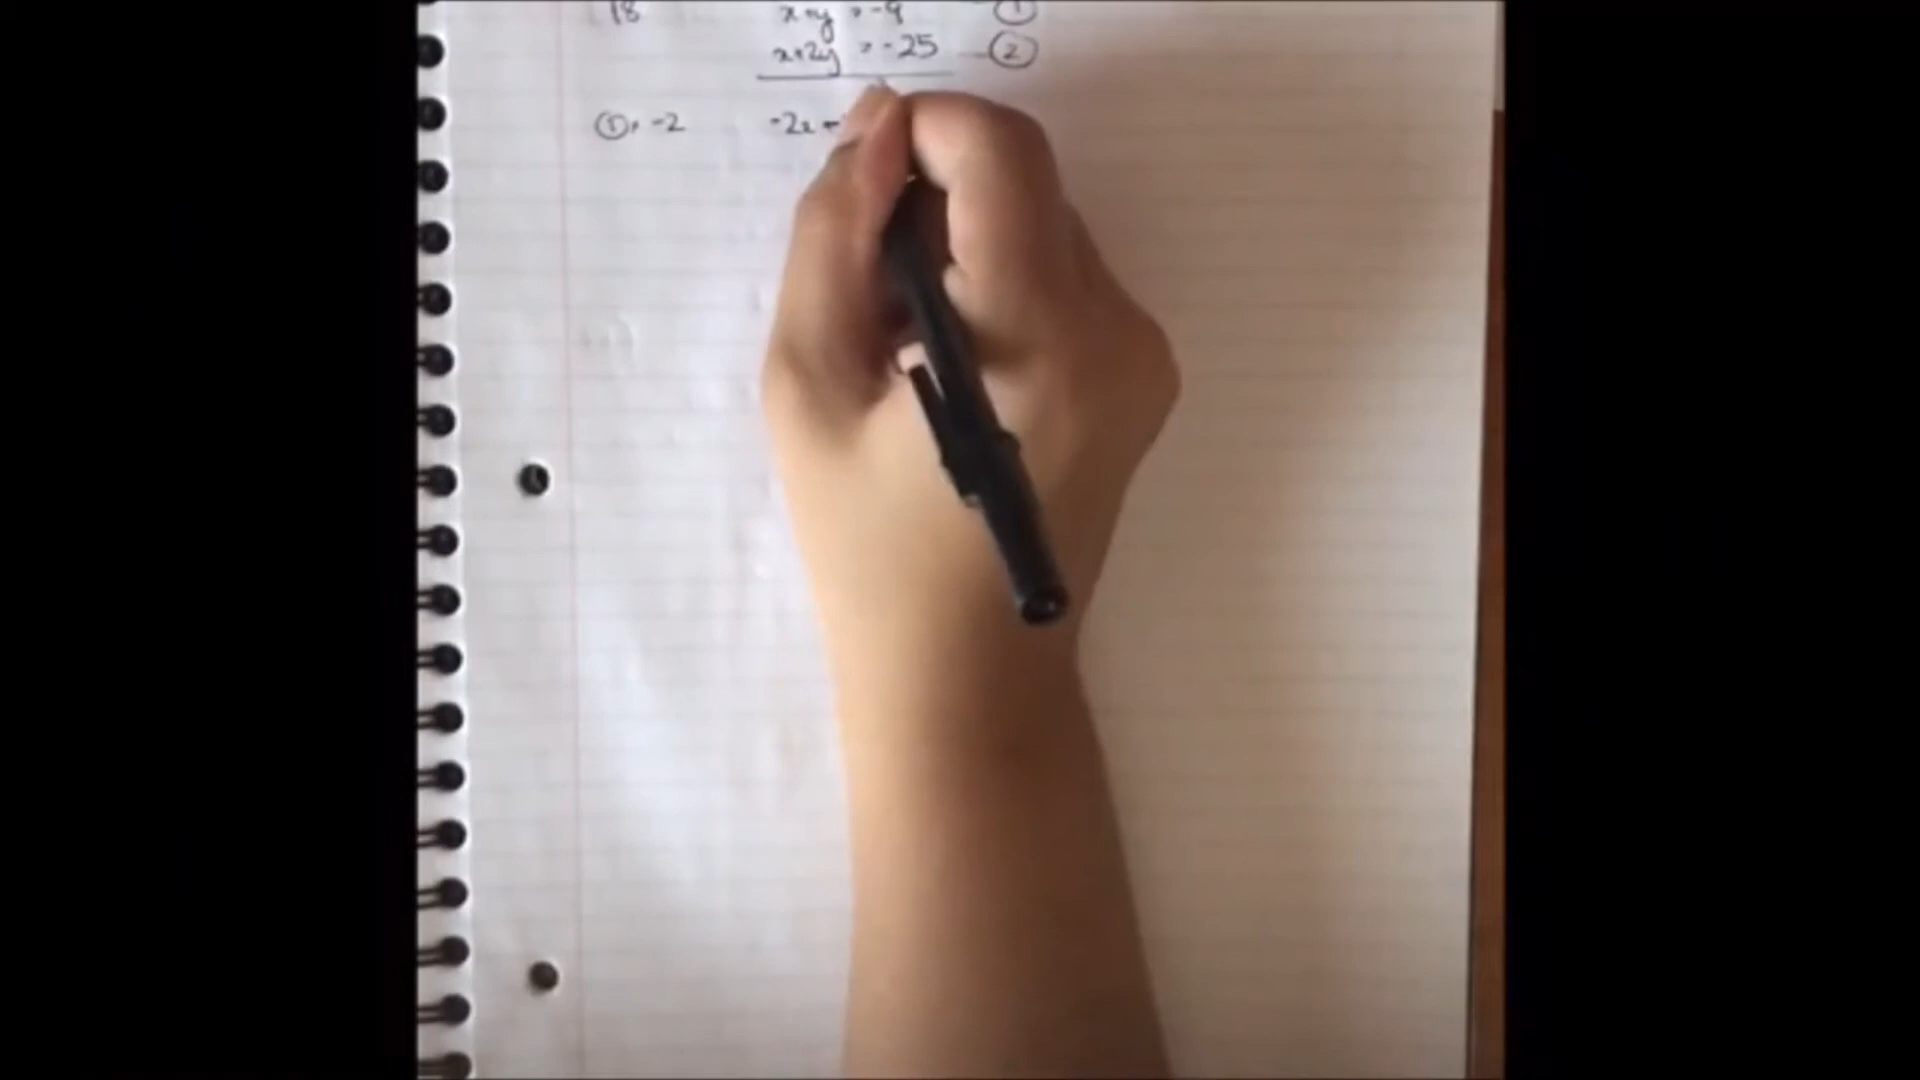 18 x+y = -9 ①
x+2y = -25 ②
①× -2 -2x -